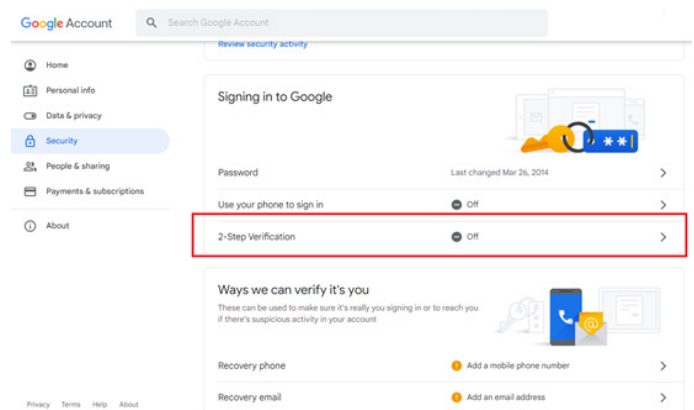 Google Account
Search Google Account
Home
Personal info
Data & privacy
Security
People & sharing
Payments & subscriptions
About
Review security activity
Signing in to Google
**
Password
Last changed Mar 26, 2014
Use your phone to sign in
Off
2-Step Verification
Off
Ways we can verify it's you
These can be used to make sure it's really you signing in or to reach you
if there's suspicious activity in your account
@
Recovery phone
! Add a mobile phone number
Recovery email
! Add an email address
Privacy Terms Help About